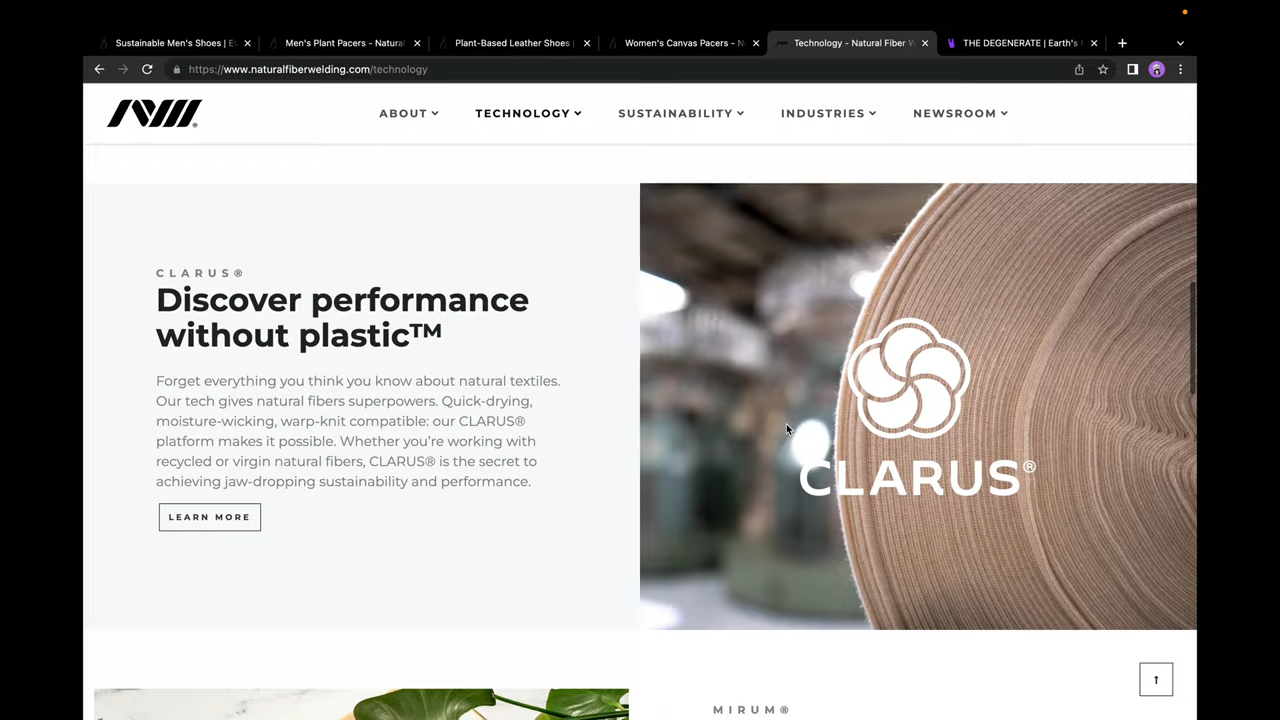 Sustainable Men's Shoes |
Men's Plant Pacers - Natural
Plant-Based Leather Shoes |
Women's Canvas Pacers - N
Technology - Natural Fiber W
THE DEGENERATE | Earth's
https://www.naturalfiberwelding.com/technology
ABOUT
TECHNOLOGY
SUSTAINABILITY
INDUSTRIES
NEWSROOM
CLARUS®
Discover performance
without plastic™
Forget everything you think you know about natural textiles.
Our tech gives natural fibers superpowers. Quick-drying,
moisture-wicking, warp-knit compatible: our CLARUS®
platform makes it possible. Whether you're working with
recycled or virgin natural fibers, CLARUS® is the secret to
achieving jaw-dropping sustainability and performance.
LEARN MORE
CLARUS®
MIRUM®